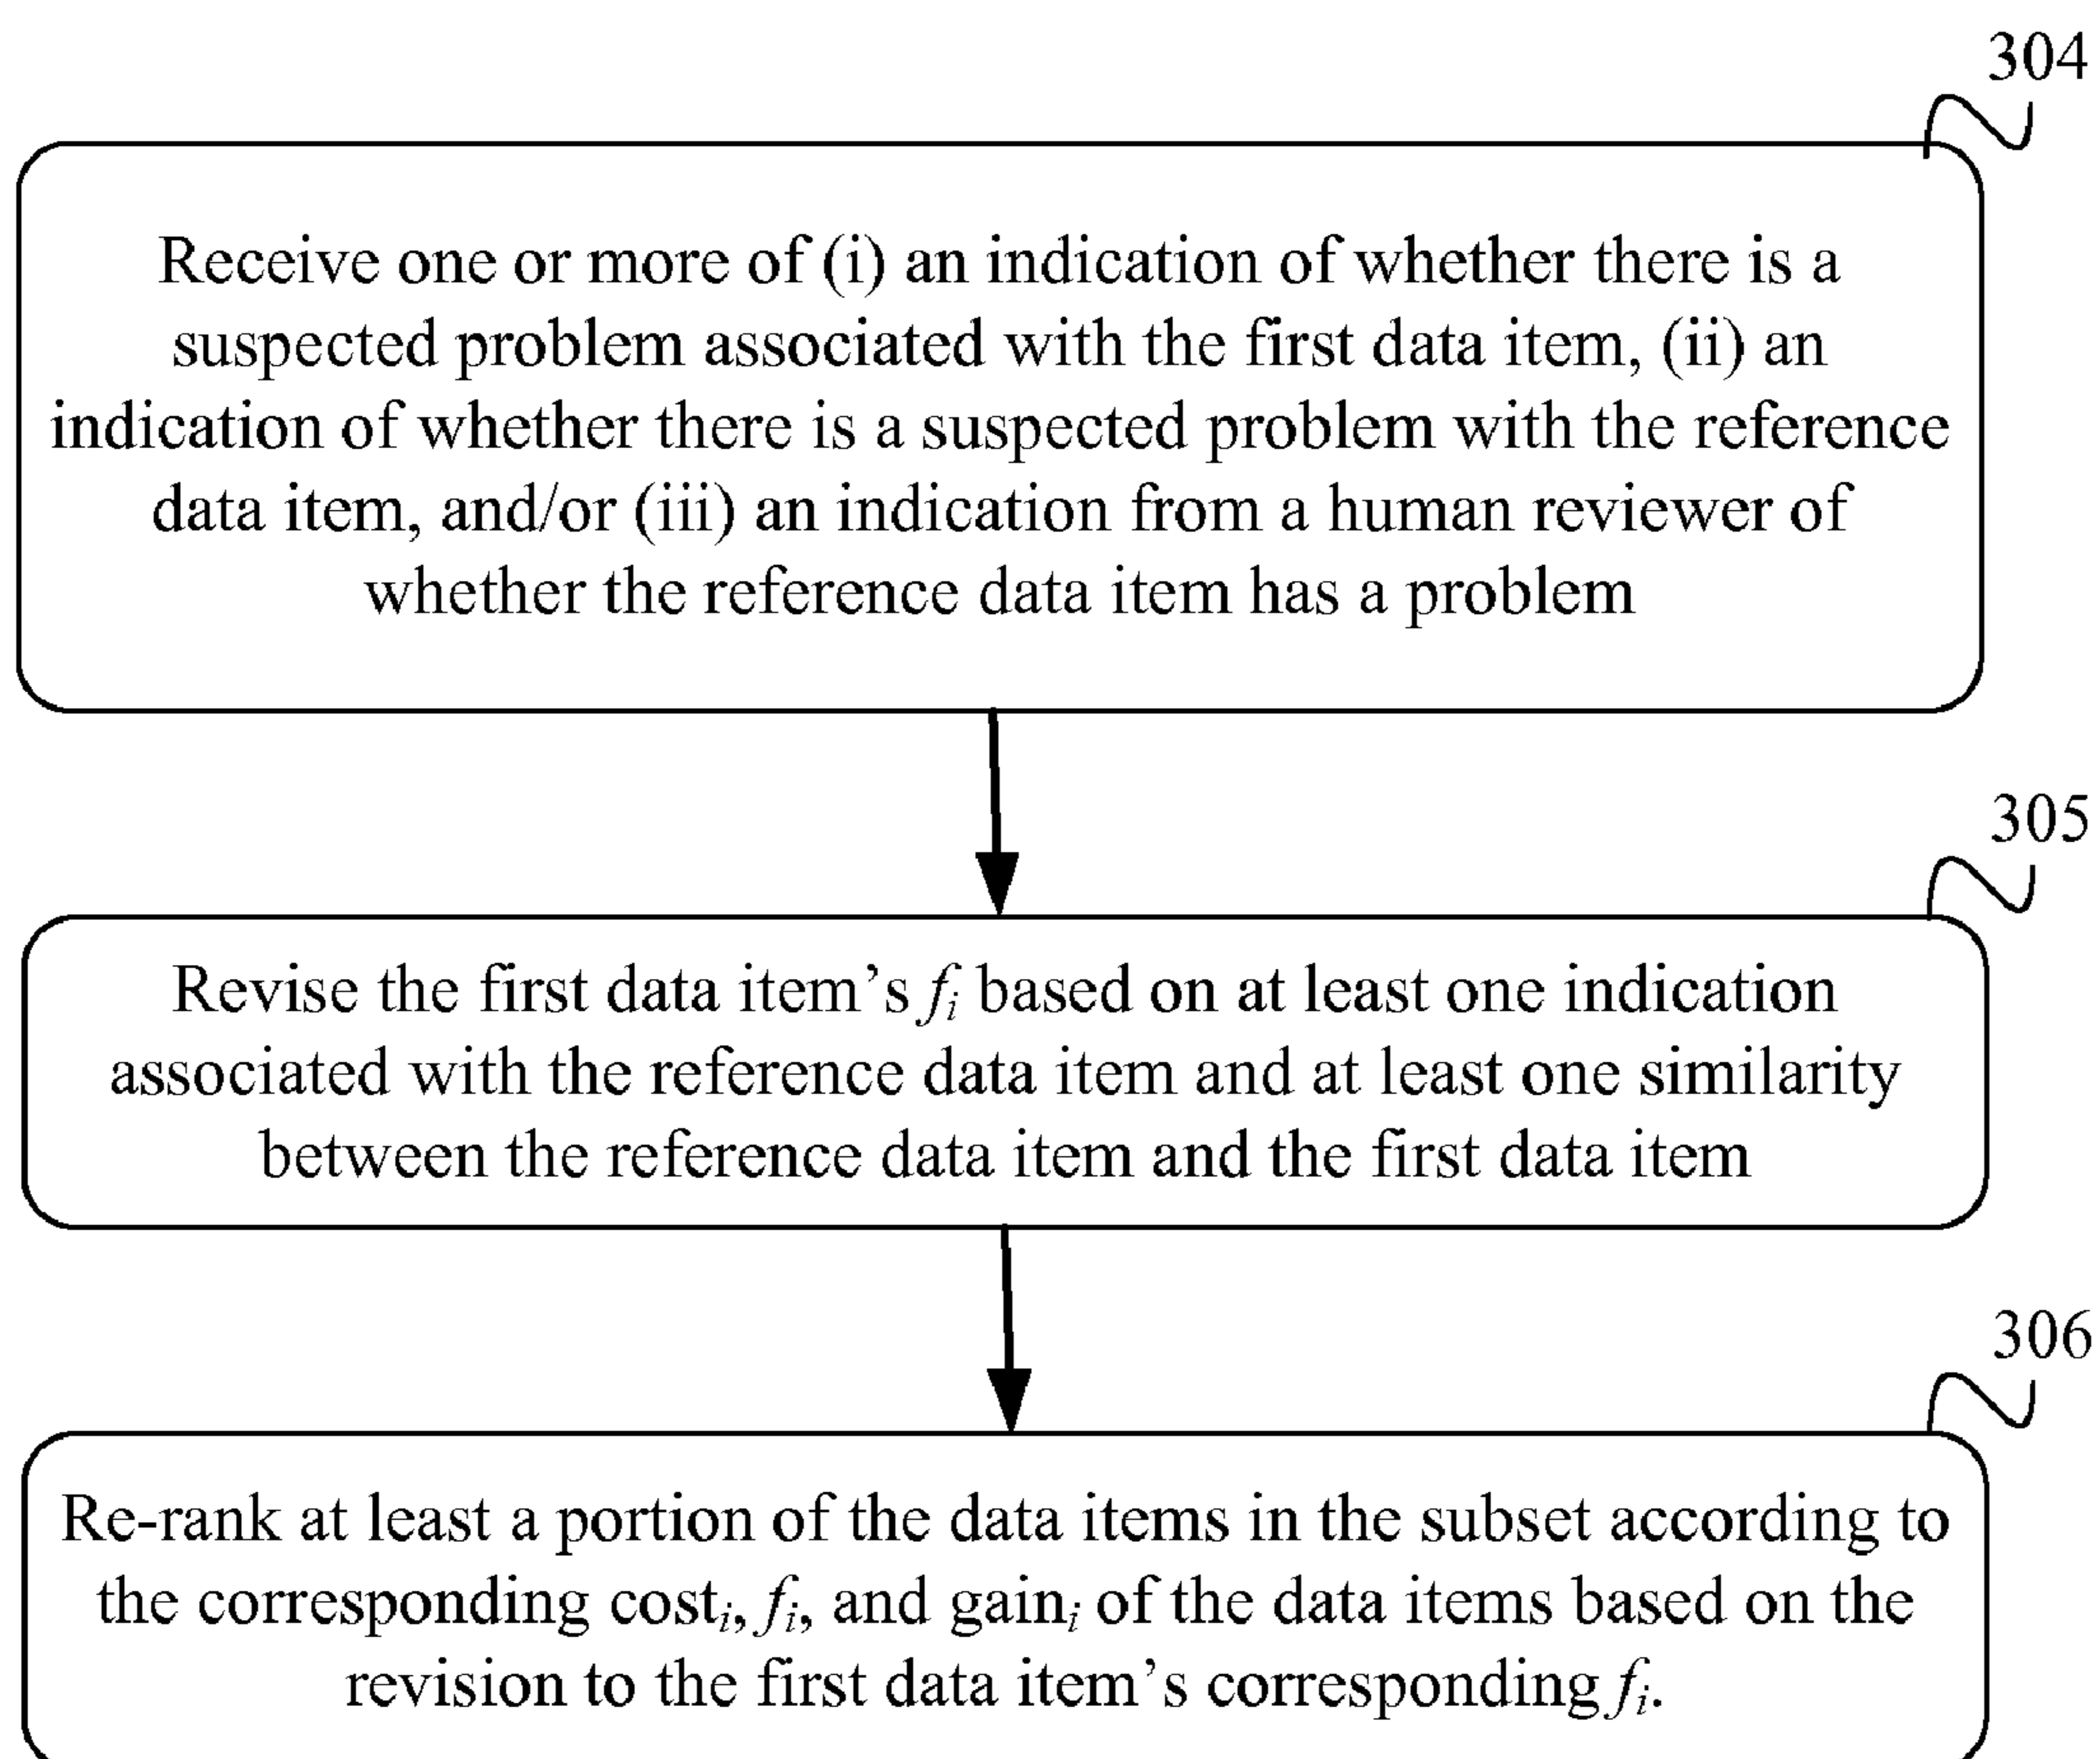 304
Receive one or more of (i) an indication of whether there is a
suspected problem associated with the first data item, (ii) an
indication of whether there is a suspected problem with the reference
data item, and/or (iii) an indication from a human reviewer of
whether the reference data item has a problem
305
Revise the first data item’s fi based on at least one indication
associated with the reference data item and at least one similarity
between the reference data item and the first data item
306
Re-rank at least a portion of the data items in the subset according to
the corresponding costi, fi, and gaini of the data items based on the
revision to the first data item’s corresponding fi.